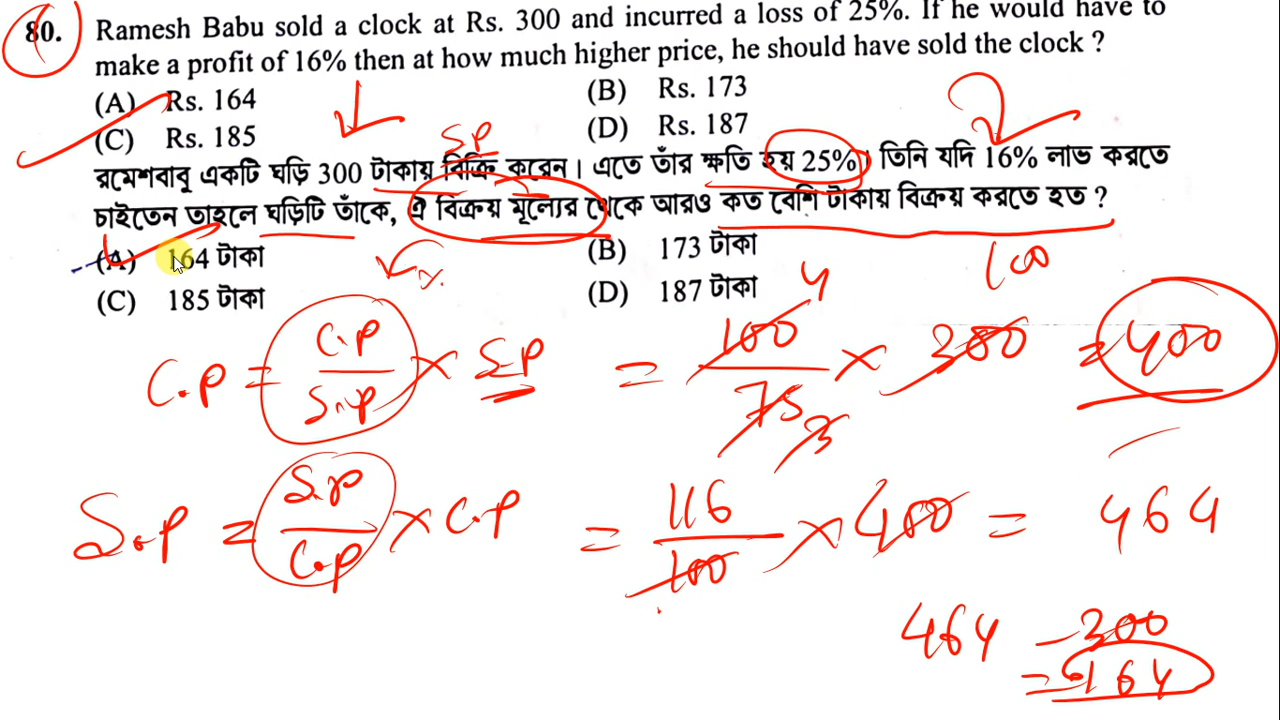 80. Ramesh Babu sold a clock at Rs. 300 and incurred a loss of 25%. If he would have to
make a profit of 16% then at how much higher price, he should have sold the clock ?
(A) Rs. 164 (B) Rs. 173
(C) Rs. 185 (D) Rs. 187
S.P
রমেশবাবু একটি ঘড়ি 300 টাকায় বিক্রি করেন। এতে তাঁর ক্ষতি হয় 25%। তিনি যদি 16% লাভ করতে
চাইতেন তাহলে ঘড়িটি তাঁকে, ঐ বিক্রয় মূল্যের থেকে আরও কত বেশি টাকায় বিক্রয় করতে হত ?
(A) 164 টাকা (B) 173 টাকা
(C) 185 টাকা (D) 187 টাকা
%
100
4
C.P = C.P / S.P × S.P = 100 / 75 × 300 = 400
3
S.P = S.P / C.P × C.P = 116 / 100 × 400 = 464
464 - 300
= 164